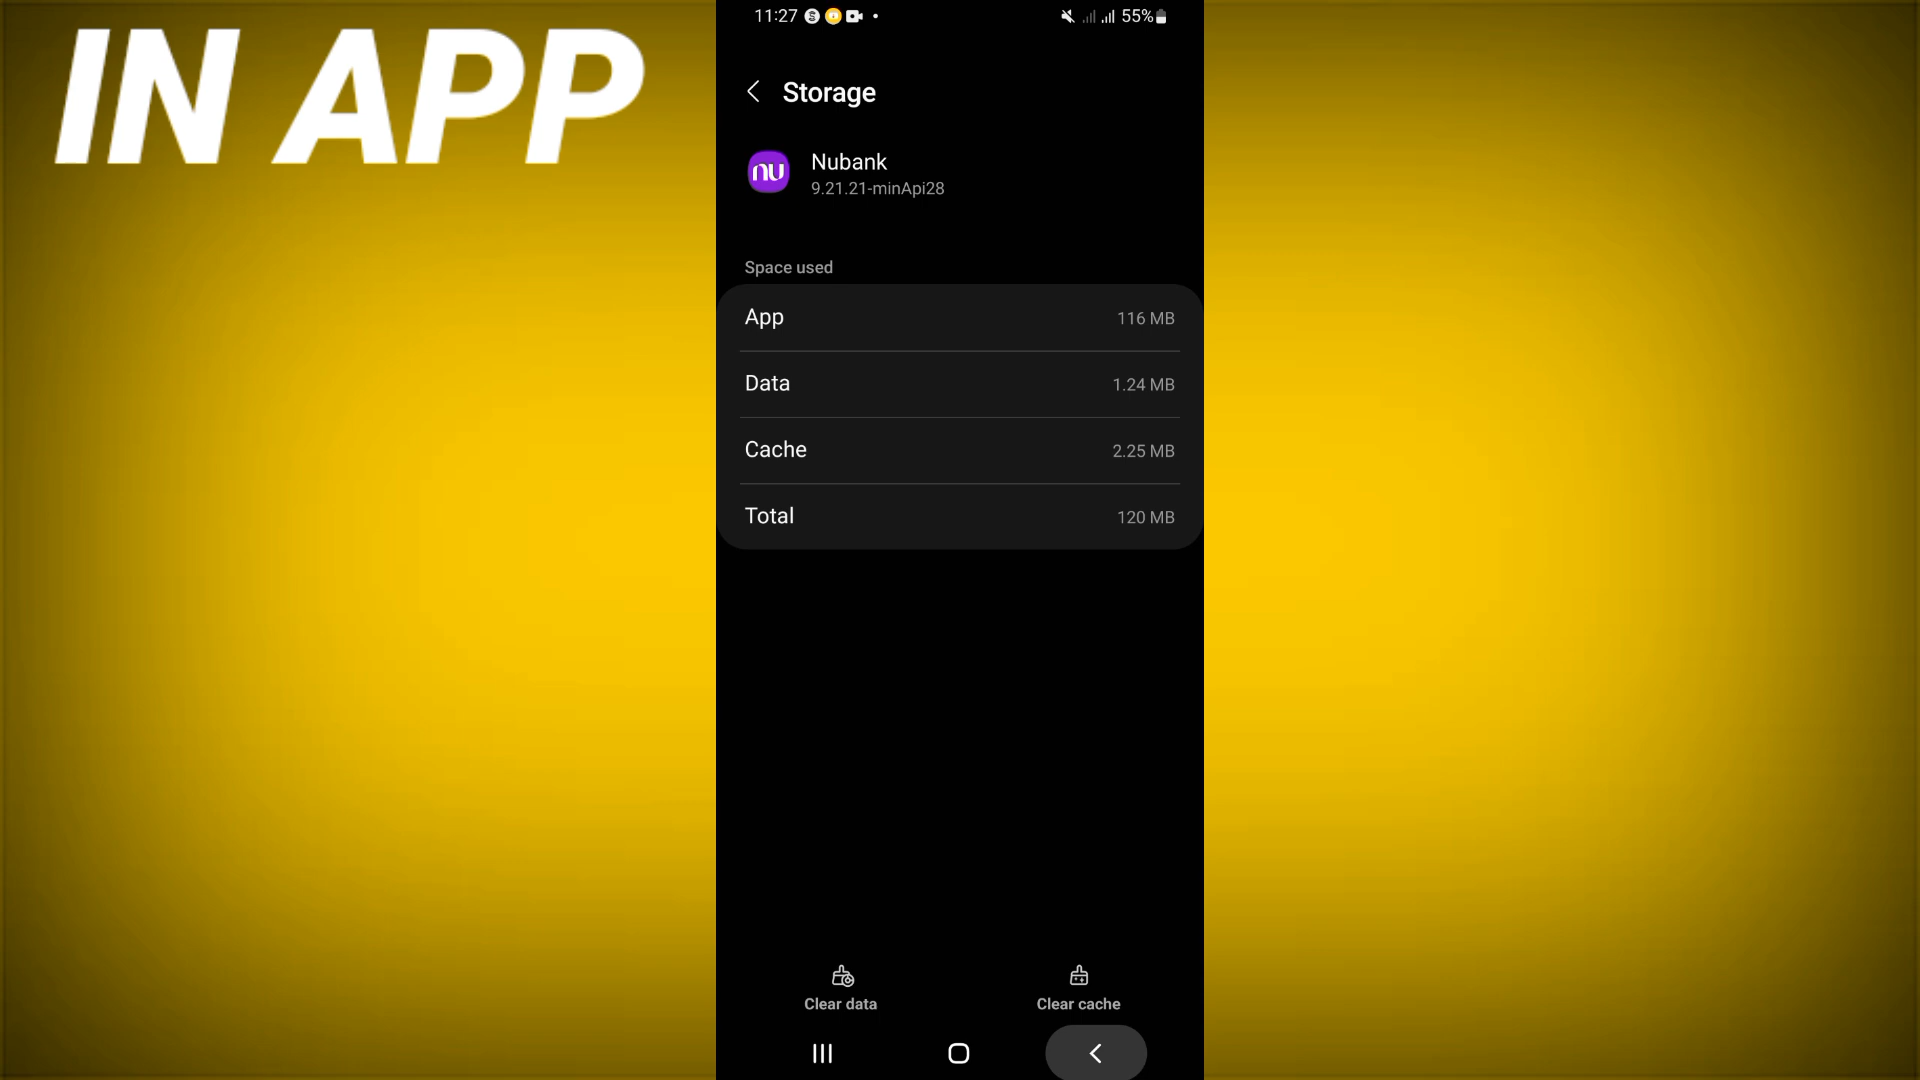 IN APP
11:27
55%
Storage
nu
Nubank
9.21.21-minApi28
Space used
App 116 MB
Data 1.24 MB
Cache 2.25 MB
Total 120 MB
Clear data Clear cache